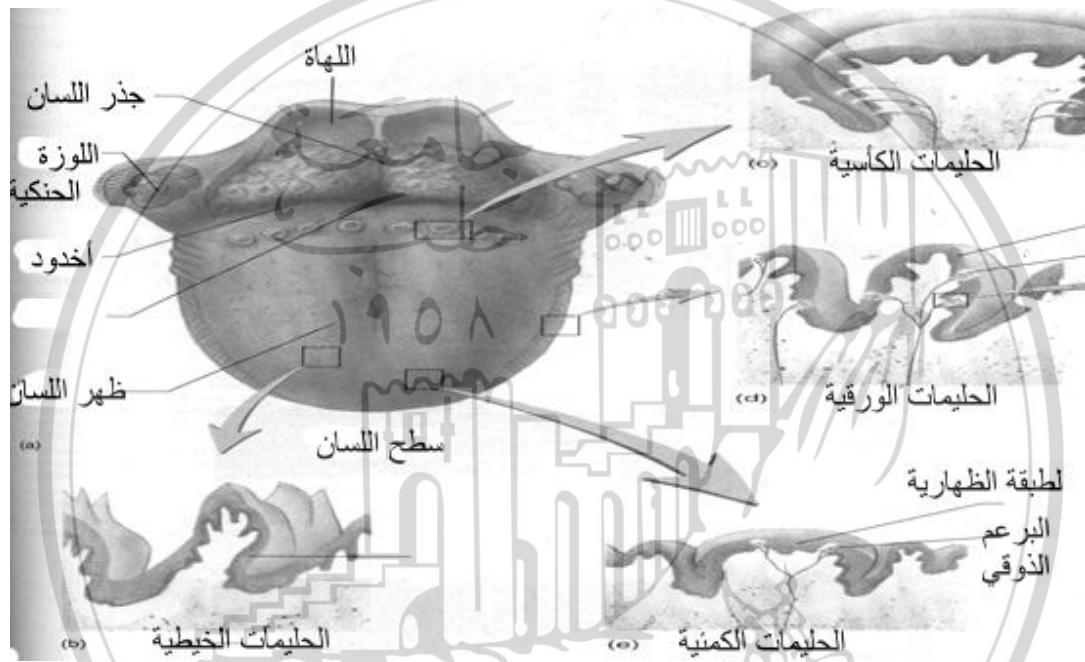 اللهاة
جذر اللسان
اللوزة
الحنكية
أخدود
ظهر اللسان
(a)
سطح اللسان
(c)
الحليمات الكأسية
(d)
الحليمات الورقية
لطبقة الظهارية
البرعم
الذوقي
(b)
الحليمات الخيطية
(e)
الحليمات الكمئية
١٩٥٨